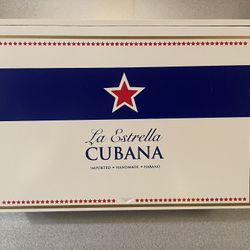 La Estrella
CUBANA
IMPORTED • HANDMADE • HABANO